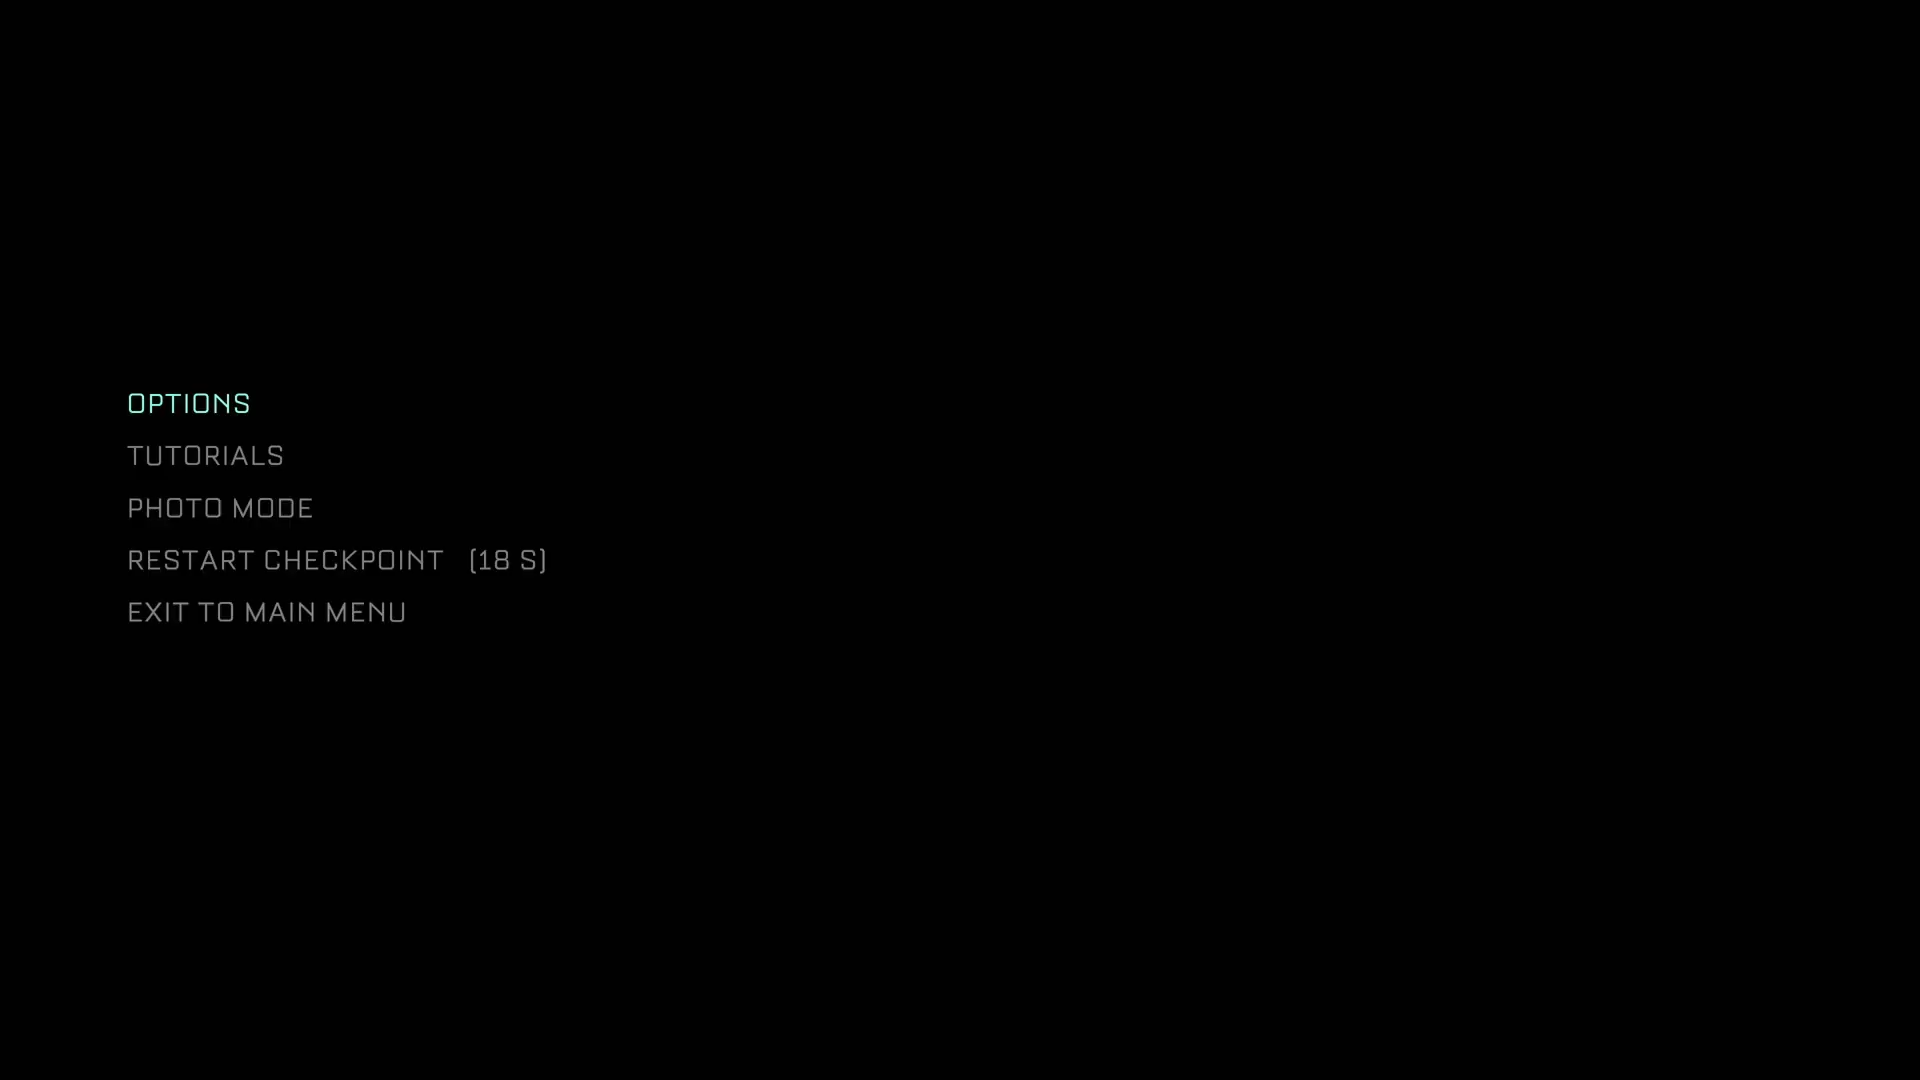 OPTIONS
TUTORIALS
PHOTO MODE
RESTART CHECKPOINT (18 S)
EXIT TO MAIN MENU